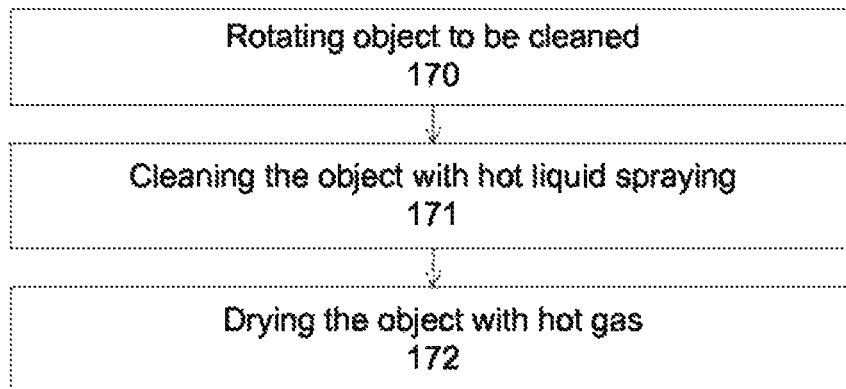 Rotating object to be cleaned
170
Cleaning the object with hot liquid spraying
171
Drying the object with hot gas
172